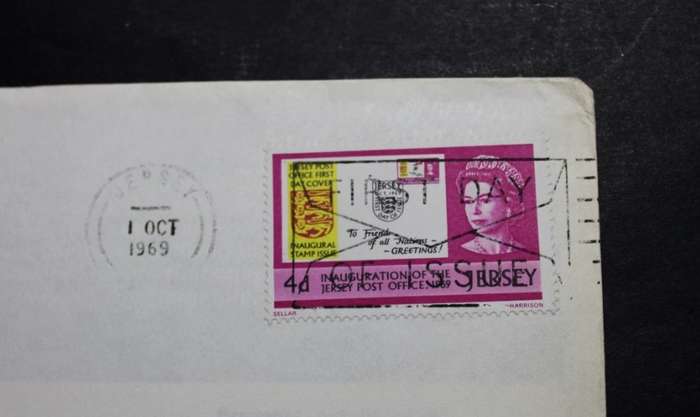 JERSEY
1 OCT
1969
JERSEY POST
OFFICE FIRST
DAY COVER
INAUGURAL
STAMP ISSUE
JERSEY
To Friends
of all Nations –
– GREETINGS!
FIRST DAY
OF ISSUE
4d
INAUGURATION OF THE
JERSEY POST OFFICE. 1969
JERSEY
SELLAR
HARRISON